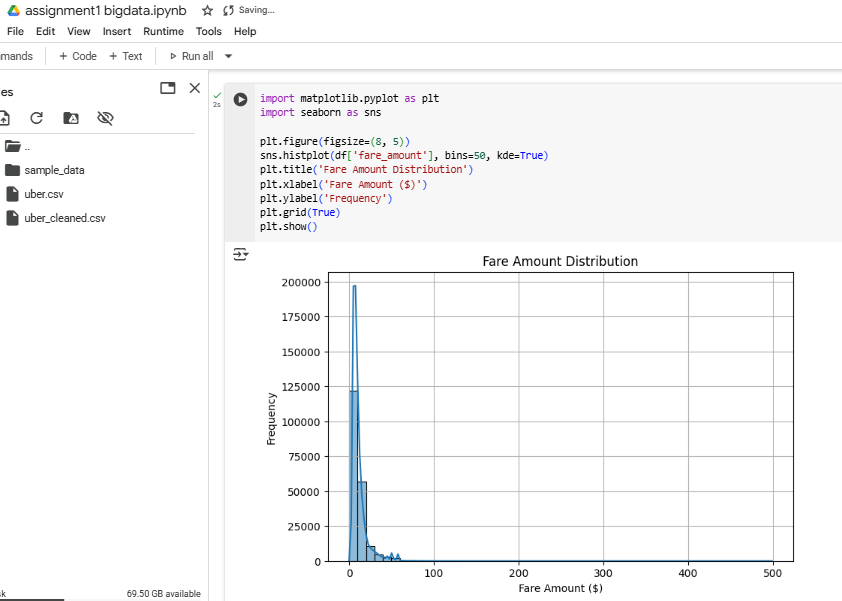 assignment1 bigdata.ipynb Saving...
File Edit View Insert Runtime Tools Help
mands + Code + Text Run all
es
..
sample_data
uber.csv
uber_cleaned.csv
sk 69.50 GB available
2s
import matplotlib.pyplot as plt
import seaborn as sns
plt.figure(figsize=(8, 5))
sns.histplot(df['fare_amount'], bins=50, kde=True)
plt.title('Fare Amount Distribution')
plt.xlabel('Fare Amount ($)')
plt.ylabel('Frequency')
plt.grid(True)
plt.show()
Fare Amount Distribution
200000
175000
150000
125000
100000
75000
50000
25000
0
Frequency
0 100 200 300 400 500
Fare Amount ($)